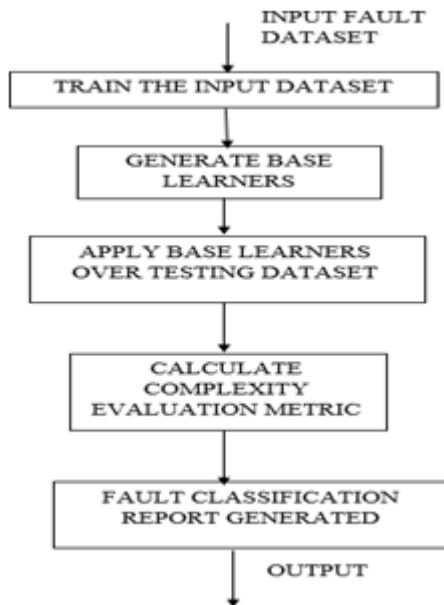 INPUT FAULT
DATASET
TRAIN THE INPUT DATASET
GENERATE BASE
LEARNERS
APPLY BASE LEARNERS
OVER TESTING DATASET
CALCULATE
COMPLEXITY
EVALUATION METRIC
FAULT CLASSIFICATION
REPORT GENERATED
OUTPUT